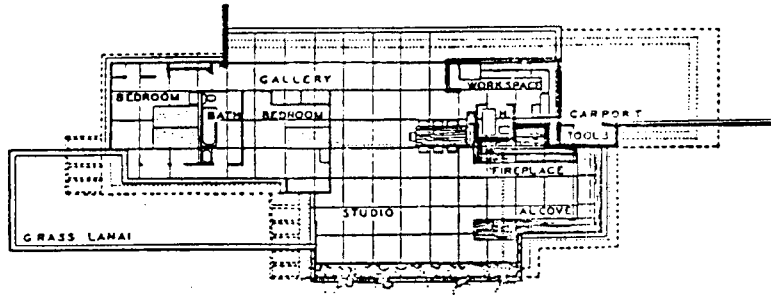 GALLERY
WORKSPACE
BEDROOM
BATH
BEDROOM
H
CARPORT
TOOLS
FIREPLACE
STUDIO
ALCOVE
GRASS LANAI